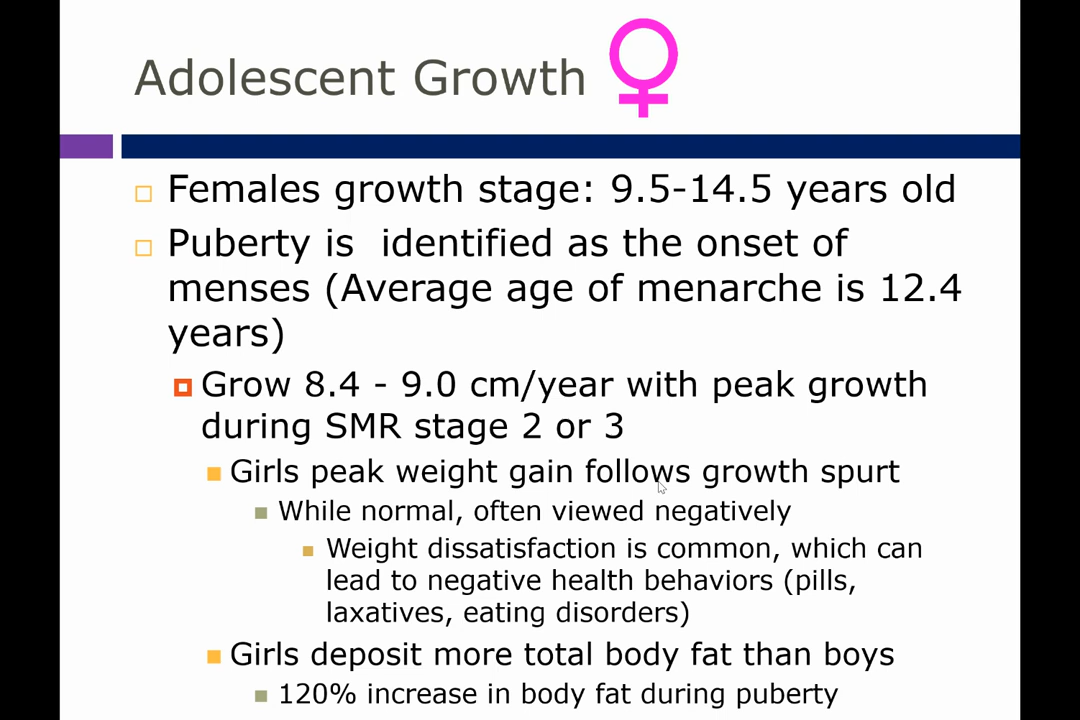 Adolescent Growth
Females growth stage: 9.5-14.5 years old
Puberty is  identified as the onset of
menses (Average age of menarche is 12.4
years)
Grow 8.4 - 9.0 cm/year with peak growth
during SMR stage 2 or 3
Girls peak weight gain follows growth spurt
While normal, often viewed negatively
Weight dissatisfaction is common, which can
lead to negative health behaviors (pills,
laxatives, eating disorders)
Girls deposit more total body fat than boys
120% increase in body fat during puberty